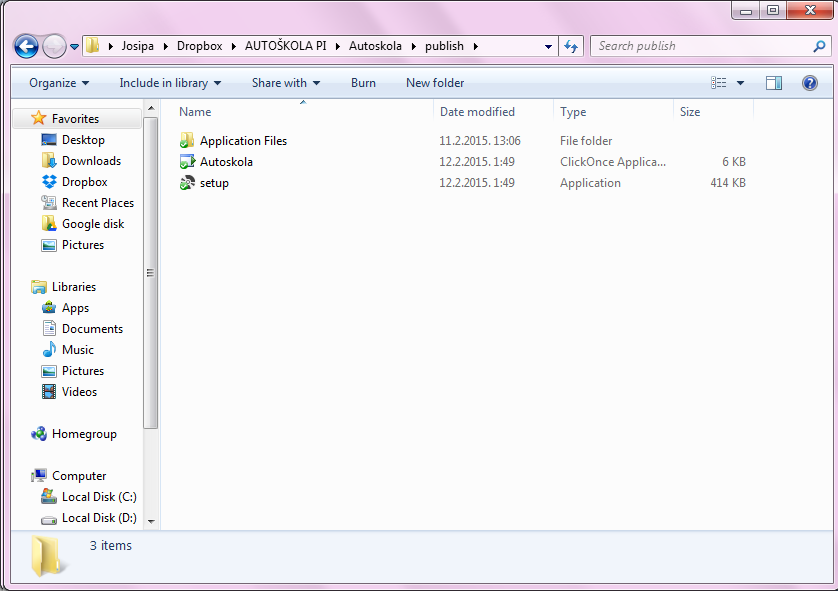 Josipa Dropbox AUTOŠKOLA PI Autoskola publish Search publish
Organize Include in library Share with Burn New folder
Name Date modified Type Size
Application Files 11.2.2015. 13:06 File folder
Autoskola 12.2.2015. 1:49 ClickOnce Applica... 6 KB
setup 12.2.2015. 1:49 Application 414 KB
Favorites
Desktop
Downloads
Dropbox
Recent Places
Google disk
Pictures
Libraries
Apps
Documents
Music
Pictures
Videos
Homegroup
Computer
Local Disk (C:)
Local Disk (D:)
3 items